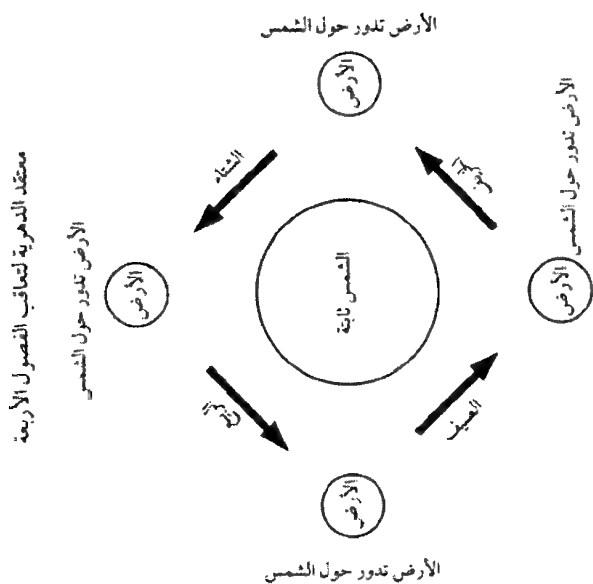 معتقد الدهرية لتعاقب الفصول الأربعة
الأرض تدور حول الشمس
الأرض
الشتاء
الخريف
الأرض تدور حول الشمس
الأرض
الشمس ثابتة
الأرض تدور حول الشمس
الأرض
الربيع
الصيف
الأرض
الأرض تدور حول الشمس